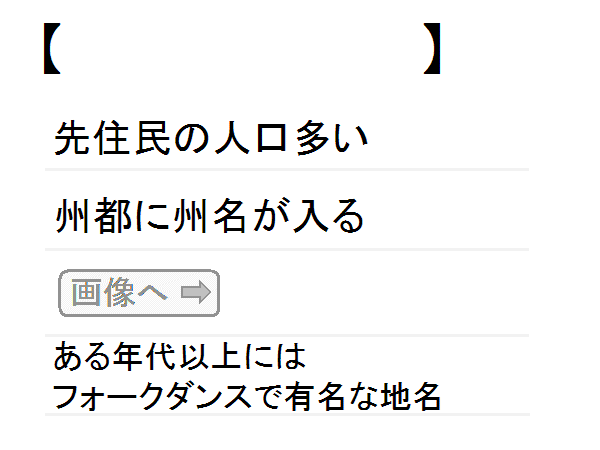 【 】
先住民の人口多い
州都に州名が入る
画像へ ➡
ある年代以上には
フォークダンスで有名な地名